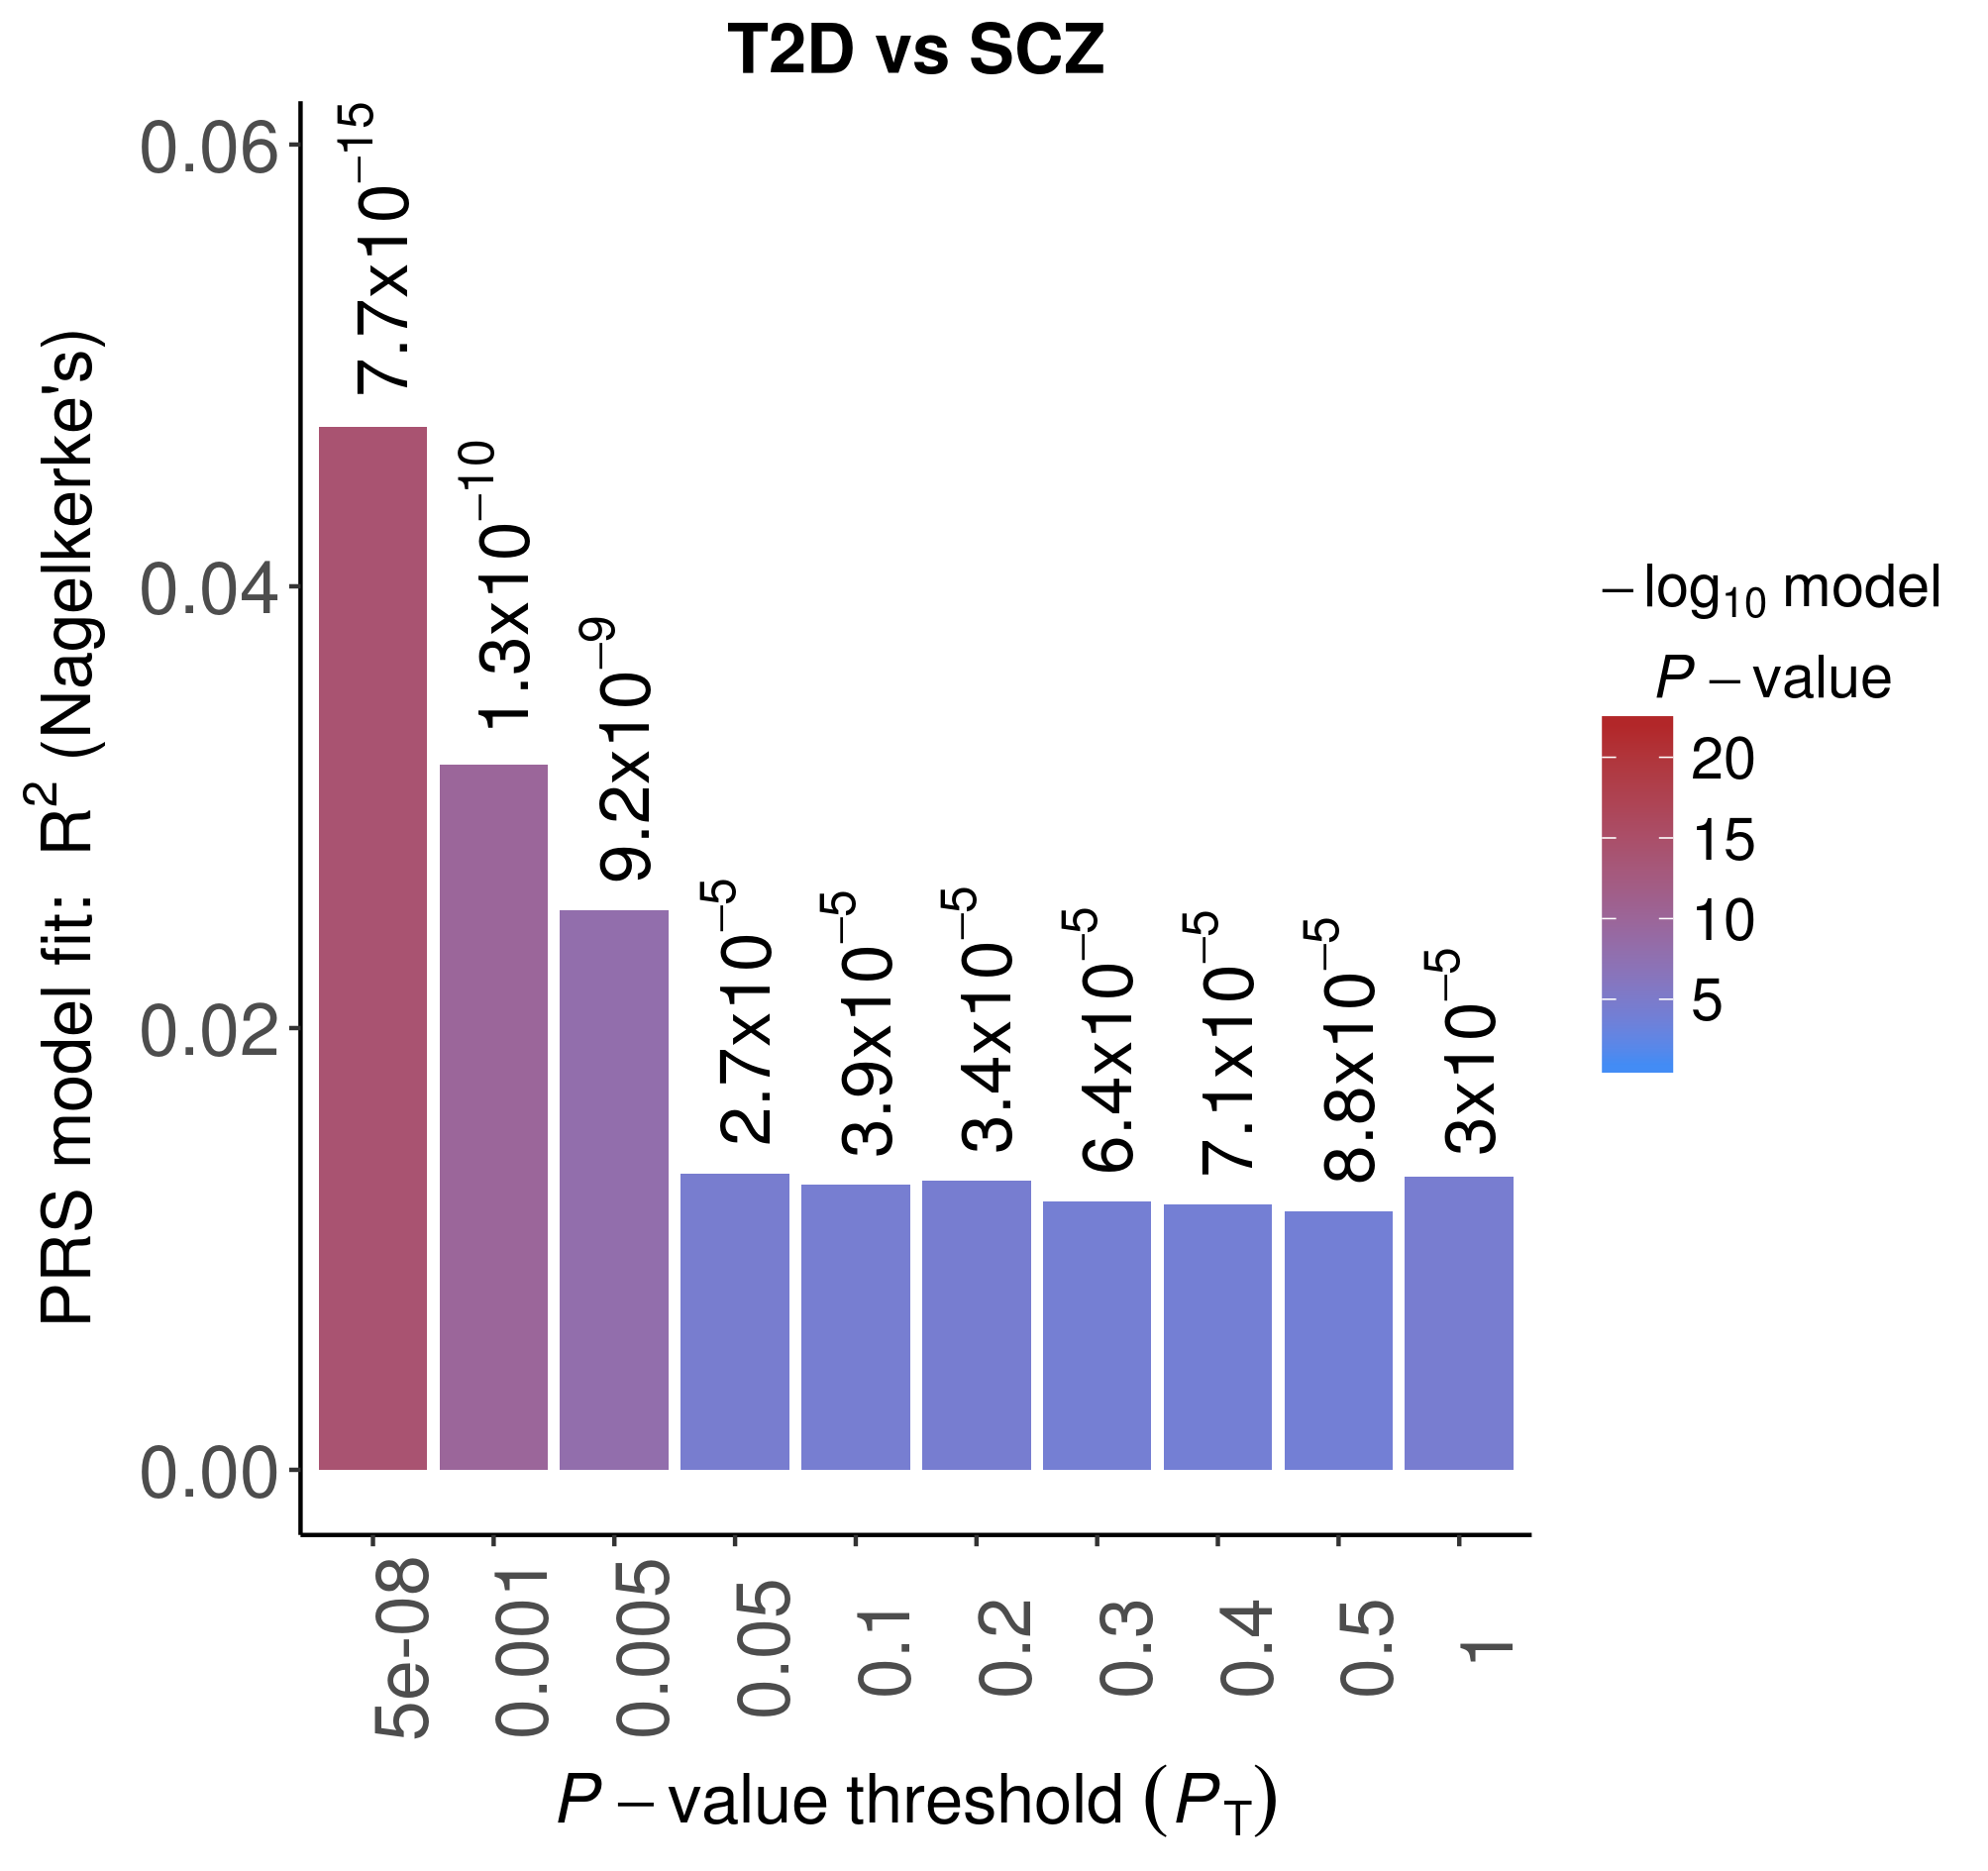 T2D vs SCZ
PRS model fit: R² (Nagelkerke's)
0.06
0.04
0.02
0.00
7.7x10⁻¹⁵
1.3x10⁻¹⁰
9.2x10⁻⁹
2.7x10⁻⁵
3.9x10⁻⁵
3.4x10⁻⁵
6.4x10⁻⁵
7.1x10⁻⁵
8.8x10⁻⁵
3x10⁻⁵
5e-08
0.001
0.005
0.05
0.1
0.2
0.3
0.4
0.5
1
P – value threshold (P_T)
– log₁₀ model
P – value
20
15
10
5